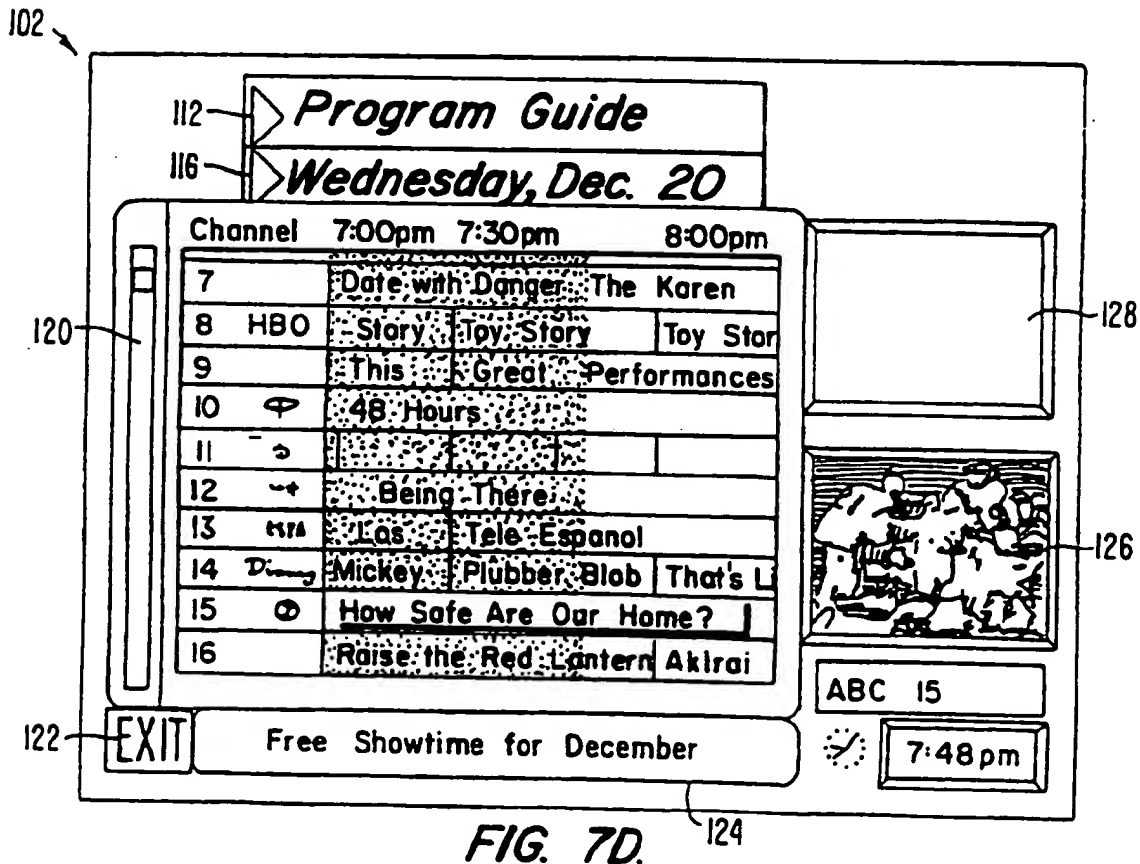 102
112
Program Guide
116
Wednesday, Dec. 20
Channel 7:00pm 7:30pm 8:00pm
7 Date with Danger The Karen
8 HBO Story Toy Story Toy Stor
120
128
9 This Great Performances
10 48 Hours
11
12 Being There
13 Las Tele Espanol
14 Disney Mickey Plubber Blob That's Li
126
15 How Safe Are Our Home?
16 Raise the Red Lantern Akirai
ABC 15
122
EXIT
Free Showtime for December
7:48pm
124
FIG. 7D.